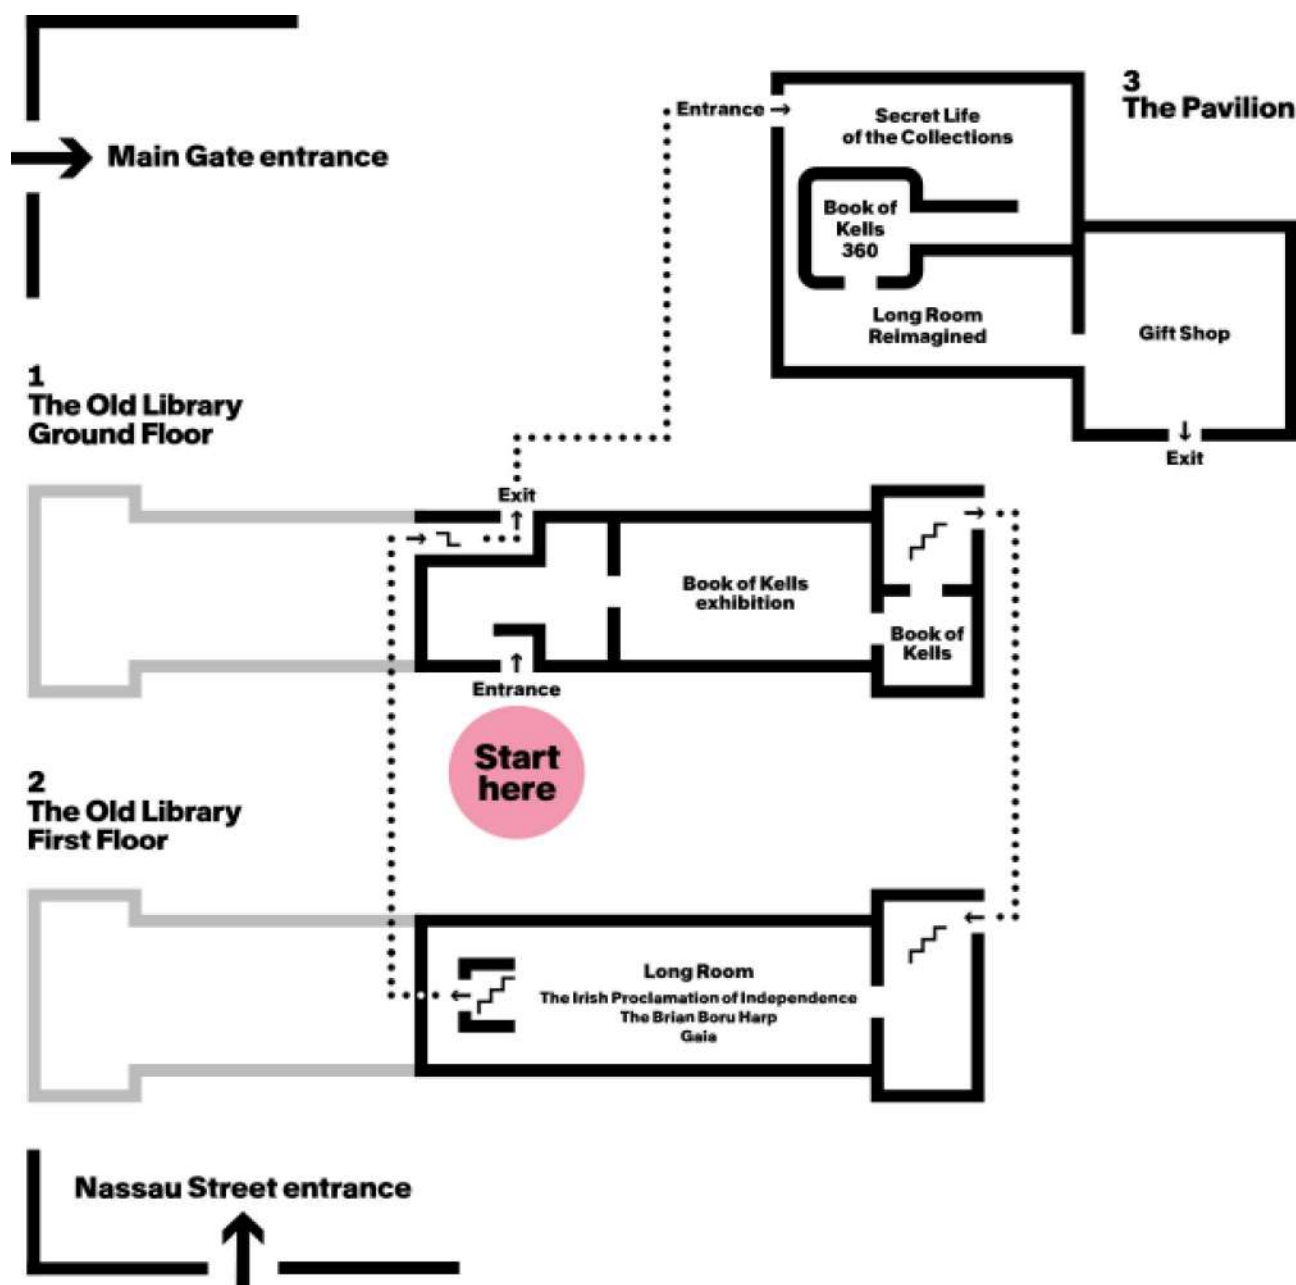 Main Gate entrance
3
The Pavilion
Entrance
Secret Life
of the Collections
Book of
Kells
360
Long Room
Reimagined
Gift Shop
Exit
1
The Old Library
Ground Floor
Exit
Book of Kells
exhibition
Book of
Kells
Entrance
Start
here
2
The Old Library
First Floor
Long Room
The Irish Proclamation of Independence
The Brian Boru Harp
Gaia
Nassau Street entrance